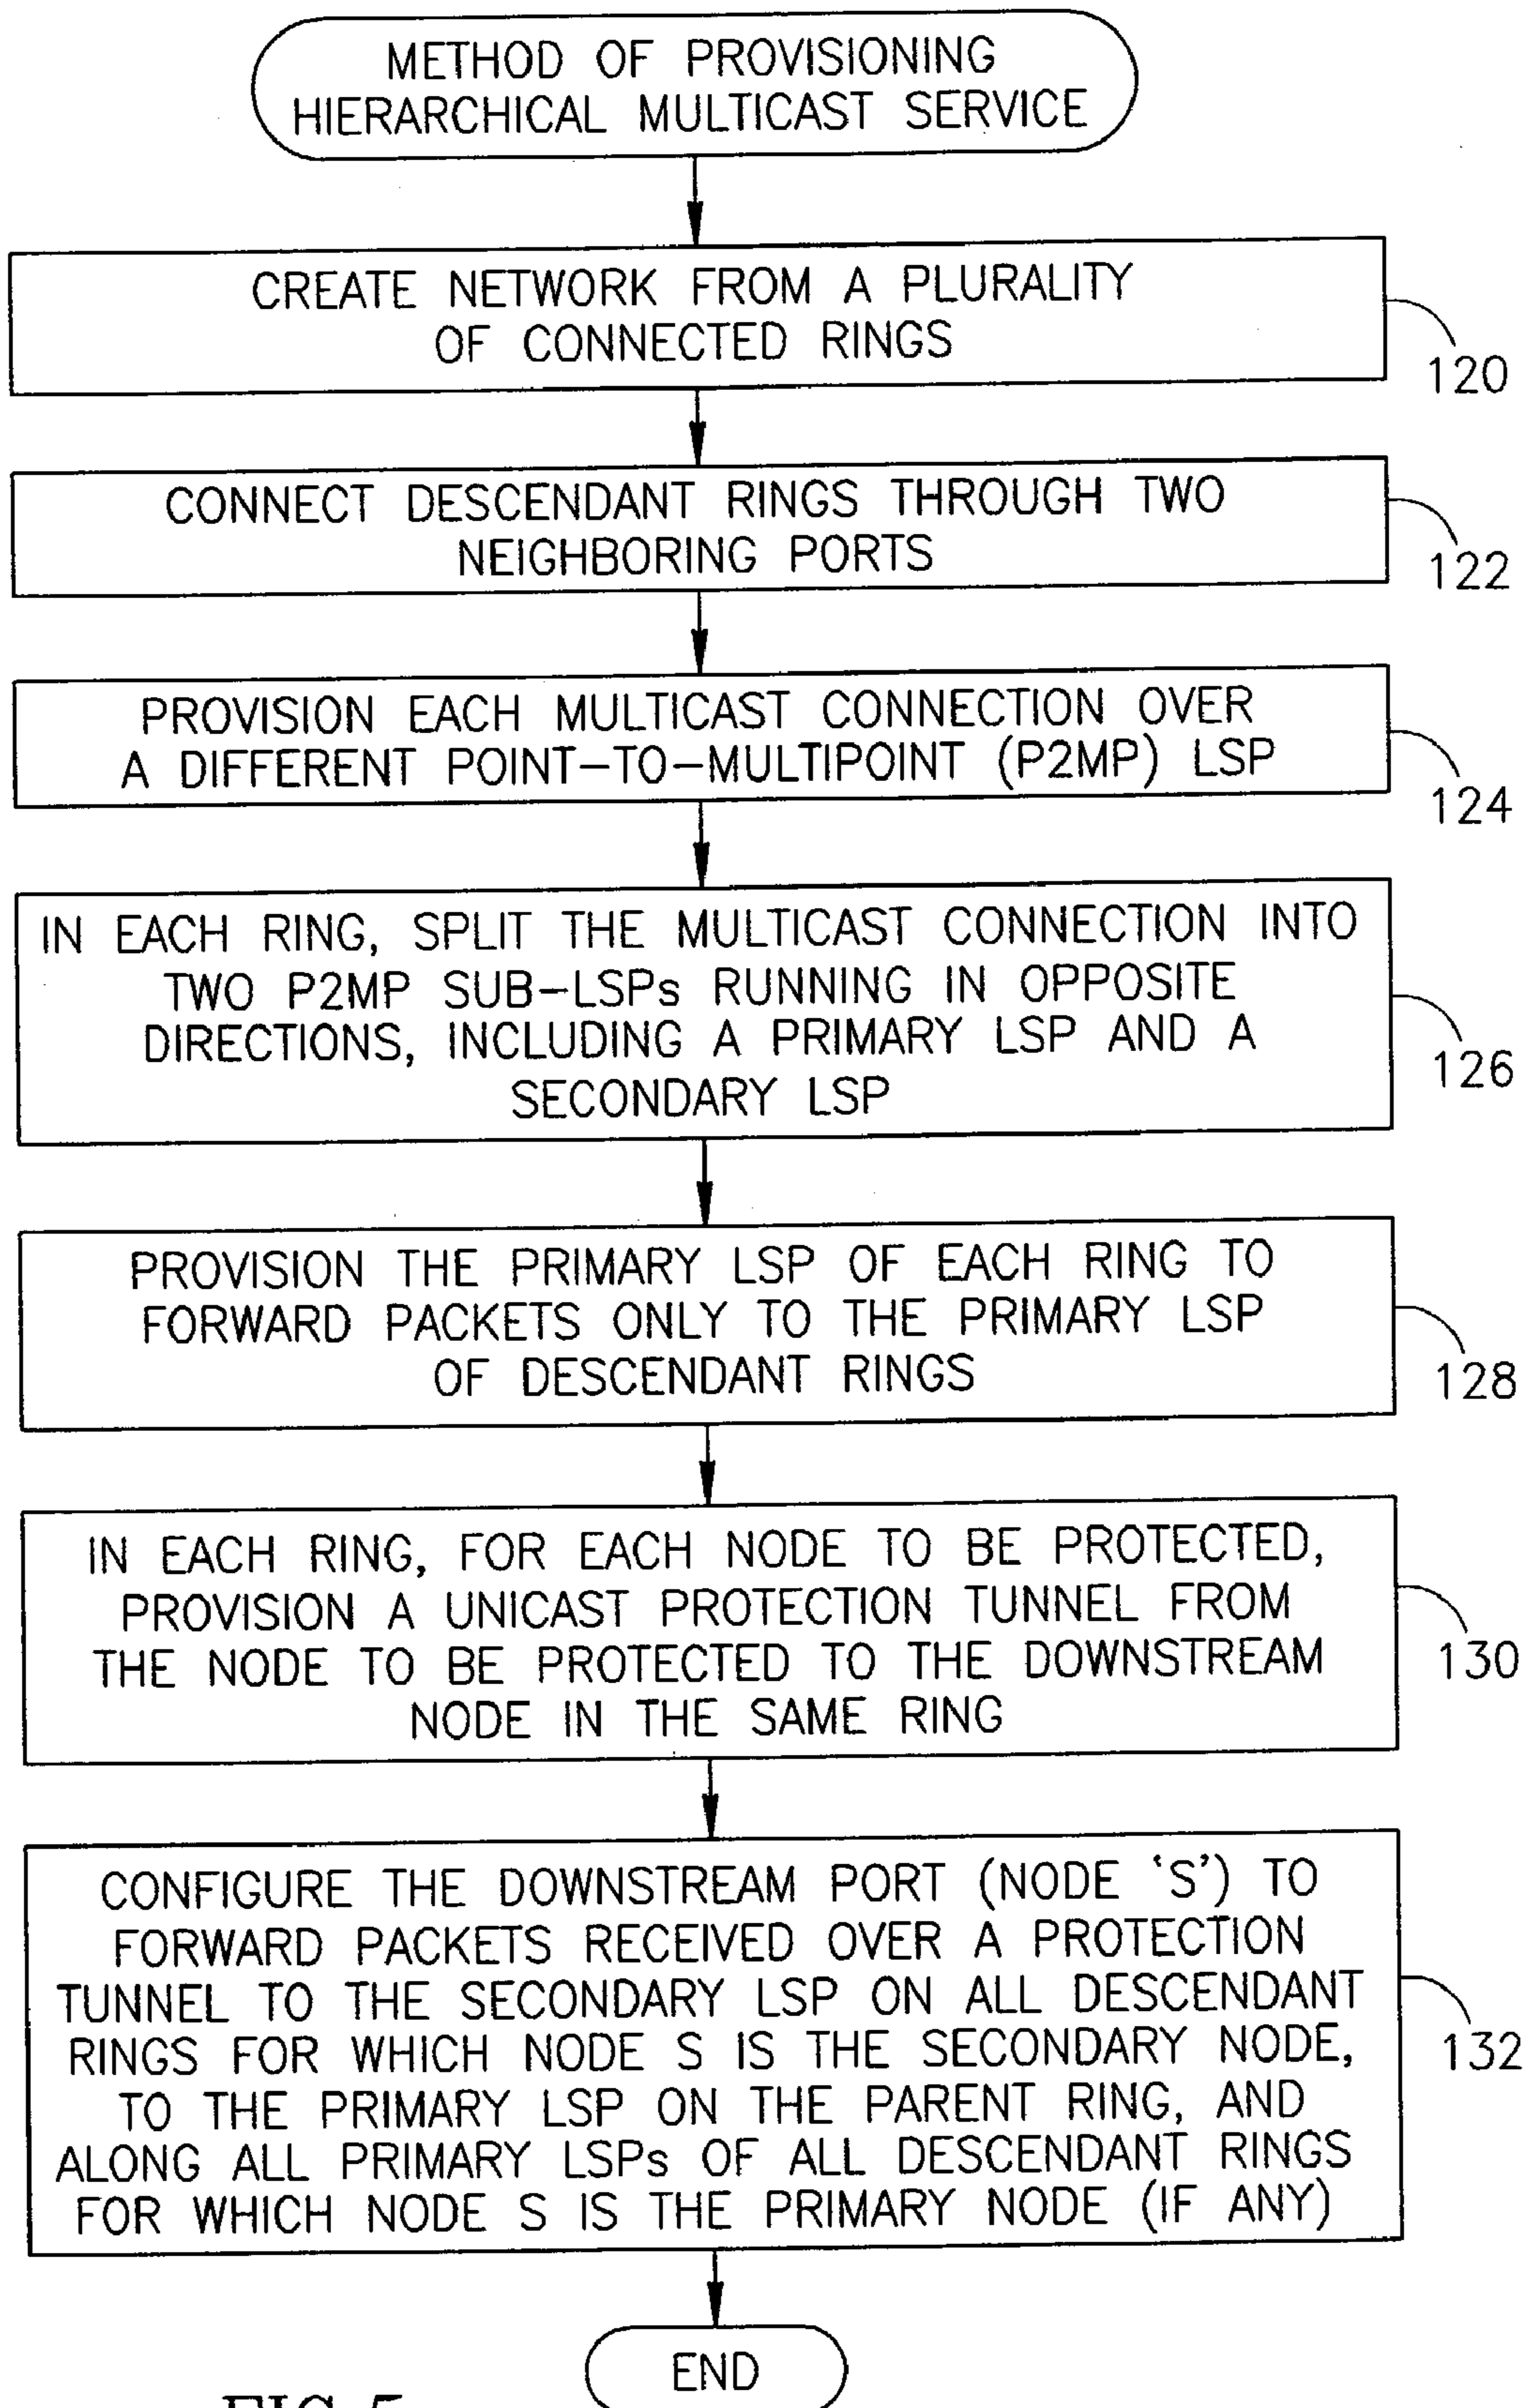 METHOD OF PROVISIONING
HIERARCHICAL MULTICAST SERVICE
CREATE NETWORK FROM A PLURALITY
OF CONNECTED RINGS
120
CONNECT DESCENDANT RINGS THROUGH TWO
NEIGHBORING PORTS
122
PROVISION EACH MULTICAST CONNECTION OVER
A DIFFERENT POINT-TO-MULTIPOINT (P2MP) LSP
124
IN EACH RING, SPLIT THE MULTICAST CONNECTION INTO
TWO P2MP SUB-LSPs RUNNING IN OPPOSITE
DIRECTIONS, INCLUDING A PRIMARY LSP AND A
SECONDARY LSP
126
PROVISION THE PRIMARY LSP OF EACH RING TO
FORWARD PACKETS ONLY TO THE PRIMARY LSP
OF DESCENDANT RINGS
128
IN EACH RING, FOR EACH NODE TO BE PROTECTED,
PROVISION A UNICAST PROTECTION TUNNEL FROM
THE NODE TO BE PROTECTED TO THE DOWNSTREAM
NODE IN THE SAME RING
130
CONFIGURE THE DOWNSTREAM PORT (NODE ‘S’) TO
FORWARD PACKETS RECEIVED OVER A PROTECTION
TUNNEL TO THE SECONDARY LSP ON ALL DESCENDANT
RINGS FOR WHICH NODE S IS THE SECONDARY NODE,
TO THE PRIMARY LSP ON THE PARENT RING, AND
ALONG ALL PRIMARY LSPs OF ALL DESCENDANT RINGS
FOR WHICH NODE S IS THE PRIMARY NODE (IF ANY)
132
END